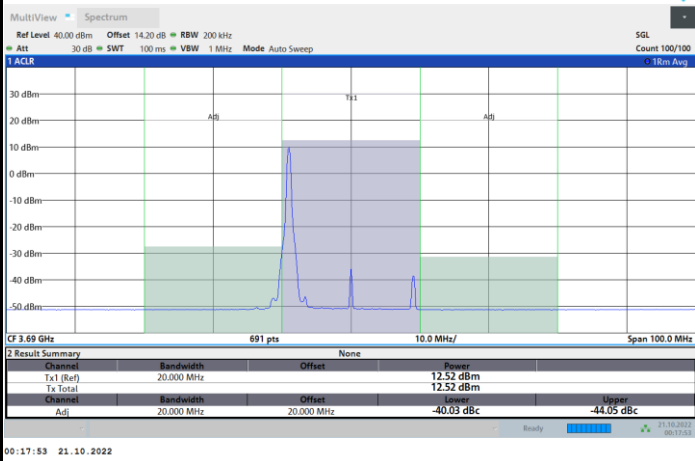 MultiView Spectrum
Ref Level 40.00 dBm Offset 14.20 dB RBW 200 kHz SGL
Att 30 dB SWT 100 ms VBW 1 MHz Mode Auto Sweep Count 100/100
1 ACLR 1Rm Avg
30 dBm
Tx1
20 dBm Adj Adj
10 dBm
0 dBm
-10 dBm
-20 dBm
-30 dBm
-40 dBm
-50 dBm
CF 3.69 GHz 691 pts 10.0 MHz/ Span 100.0 MHz
2 Result Summary None
Channel Bandwidth Offset Power
Tx1 (Ref) 20.000 MHz 12.52 dBm
Tx Total 12.52 dBm
Channel Bandwidth Offset Lower Upper
Adj 20.000 MHz 20.000 MHz -40.03 dBc -44.05 dBc
Ready 21.10.2022
00:17:53
00:17:53 21.10.2022